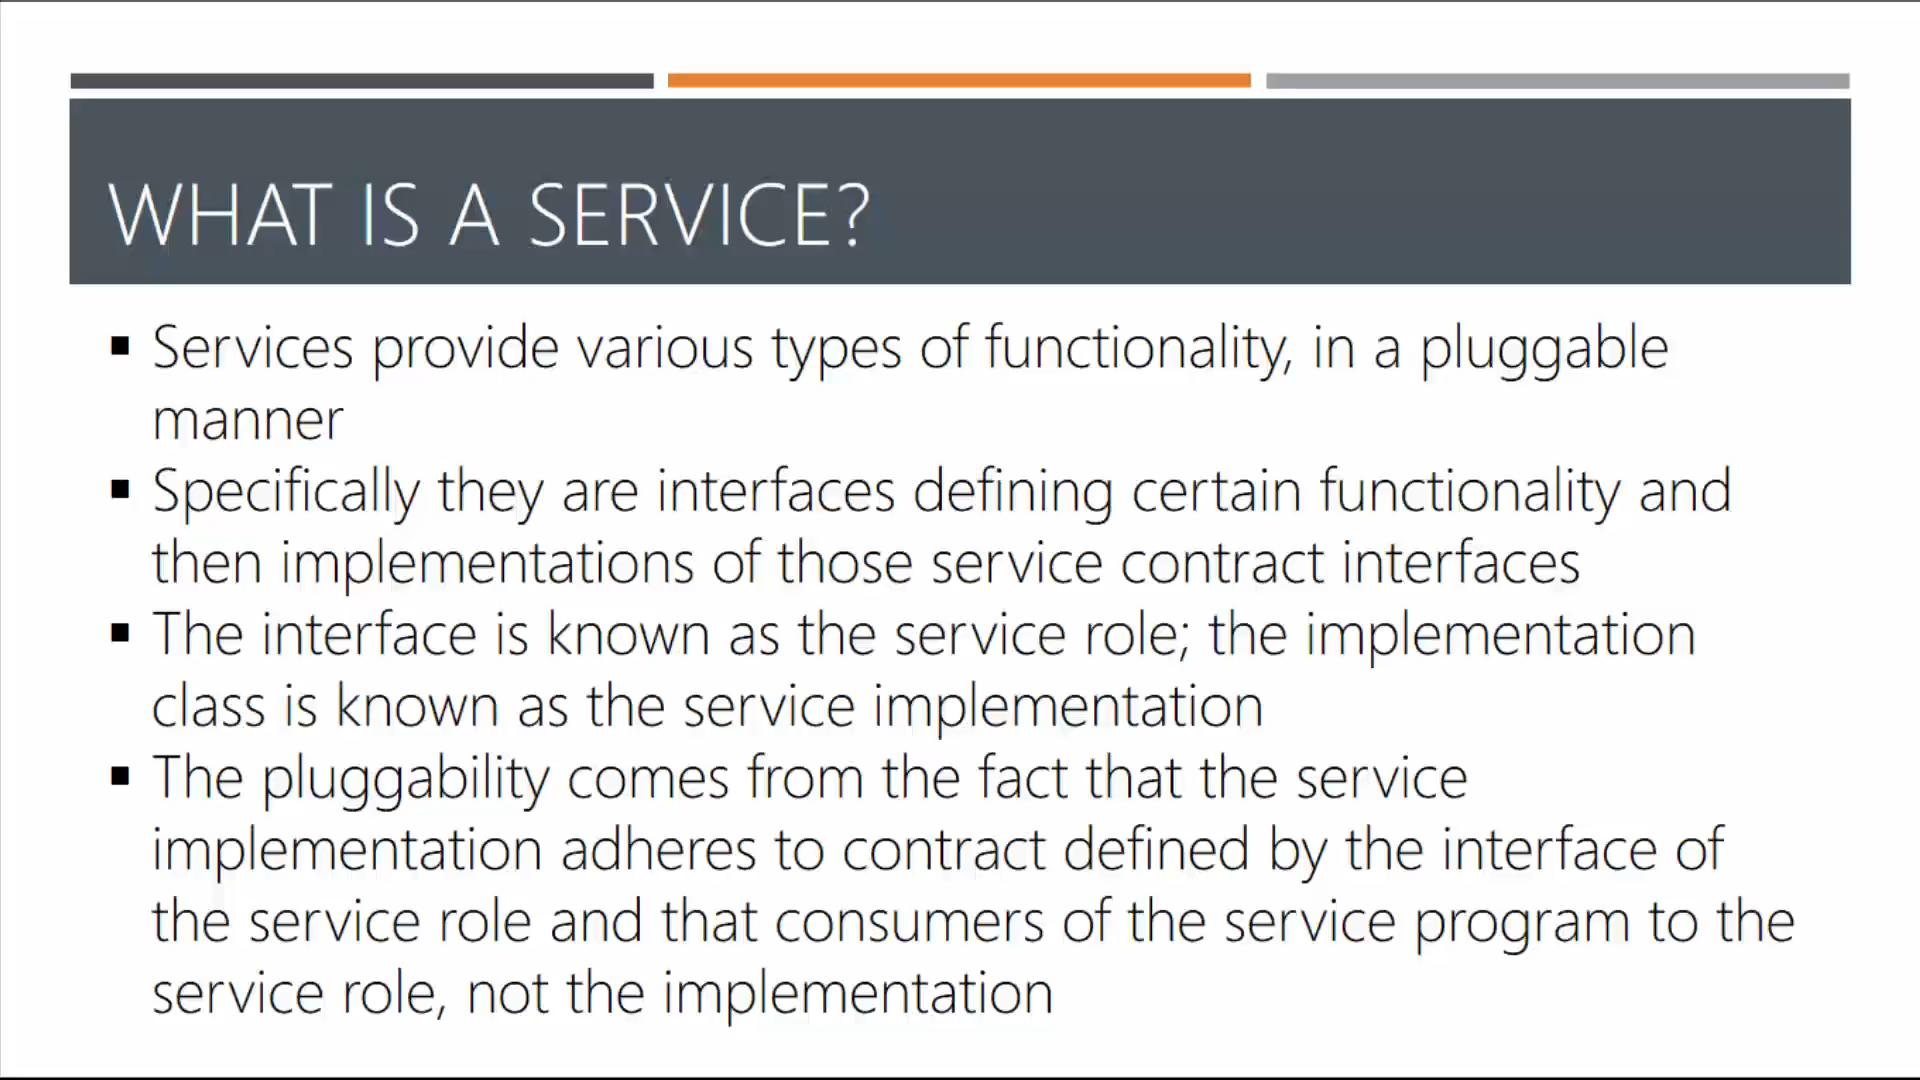 WHAT IS A SERVICE?
▪ Services provide various types of functionality, in a pluggable
manner
▪ Specifically they are interfaces defining certain functionality and
then implementations of those service contract interfaces
▪ The interface is known as the service role; the implementation
class is known as the service implementation
▪ The pluggability comes from the fact that the service
implementation adheres to contract defined by the interface of
the service role and that consumers of the service program to the
service role, not the implementation